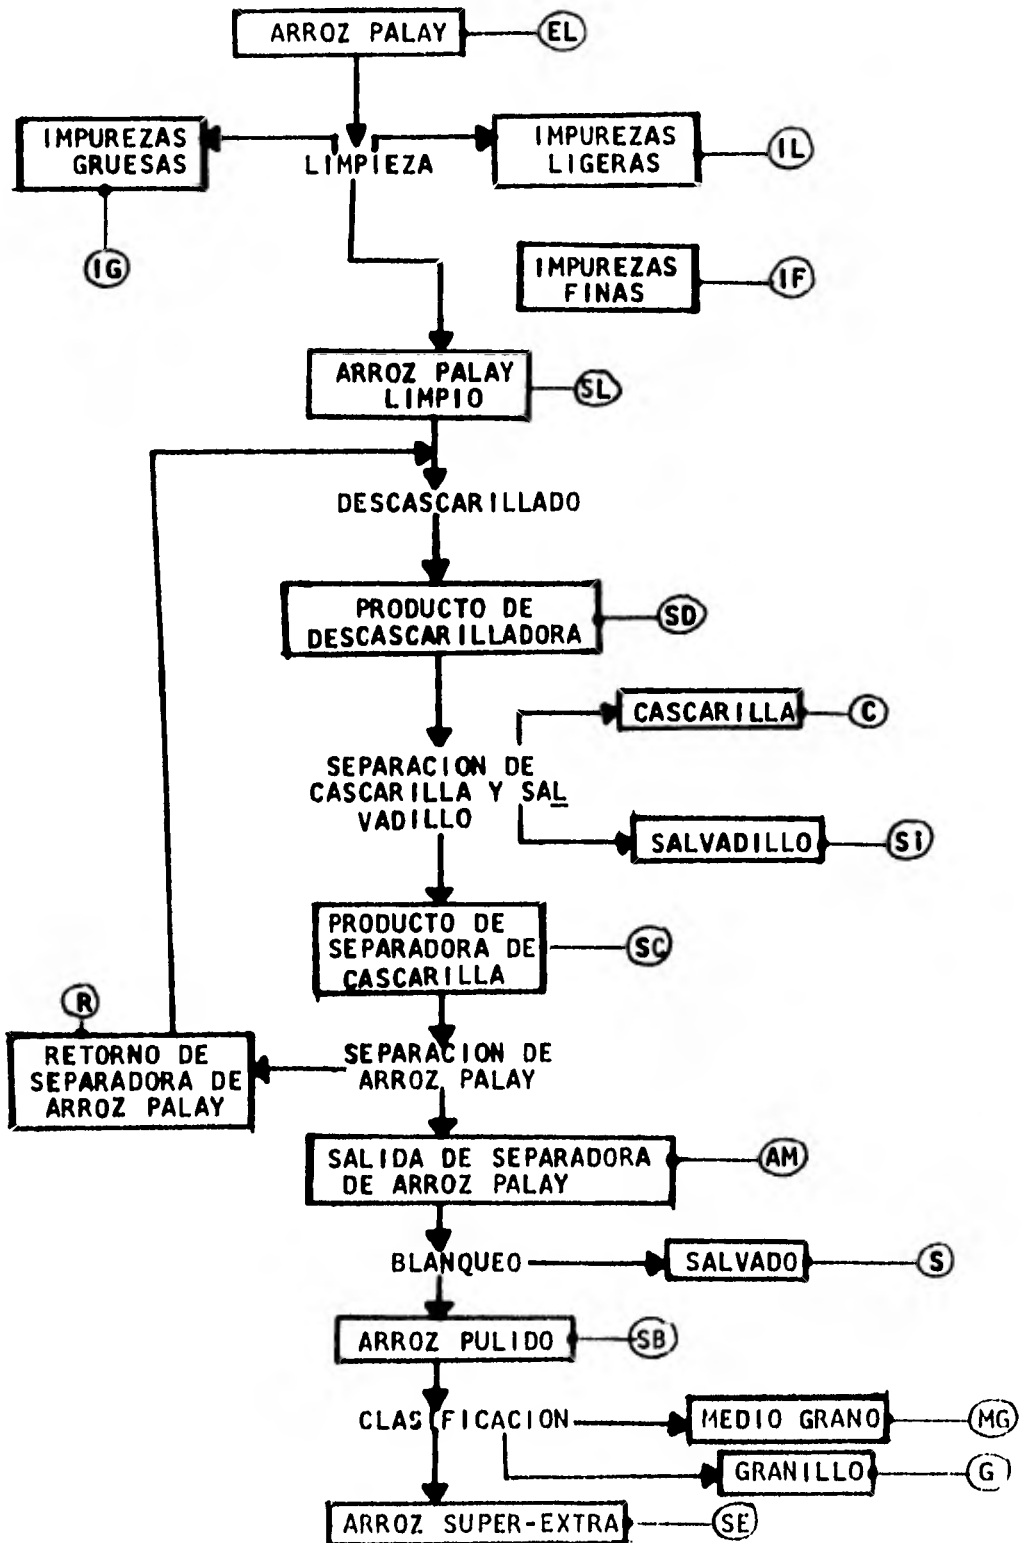 ARROZ PALAY
EL
IMPUREZAS
GRUESAS
LIMPIEZA
IMPUREZAS
LIGERAS
IL
IG
IMPUREZAS
FINAS
IF
ARROZ PALAY
LIMPIO
SL
DESCASCARILLADO
PRODUCTO DE
DESCASCARILLADORA
SD
CASCARILLA
C
SEPARACION DE
CASCARILLA Y SAL
VADILLO
SALVADILLO
Si
PRODUCTO DE
SEPARADORA DE
CASCARILLA
SC
R
RETORNO DE
SEPARADORA DE
ARROZ PALAY
SEPARACION DE
ARROZ PALAY
SALIDA DE SEPARADORA
DE ARROZ PALAY
AM
BLANQUEO
SALVADO
S
ARROZ PULIDO
SB
CLASIFICACION
MEDIO GRANO
MG
GRANILLO
G
ARROZ SUPER-EXTRA
SE